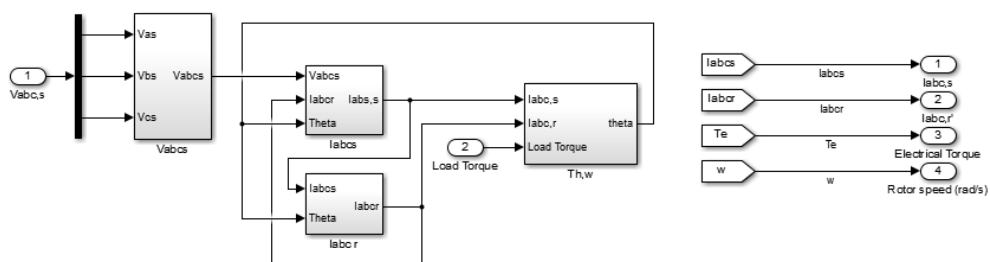 1
Vabc,s
Vas
Vbs
Vcs
Vabcs
Vabcs
Vabcs
Iabcr
Theta
Iabs,s
Iabcs
Iabcs
Theta
Iabcr
Iabc r
2
Load Torque
Iabc,s
Iabc,r
Load Torque
theta
Th,w
Iabcs
Iabcs
1
Iabc,s
Iabcr
Iabcr
2
Iabc,r'
Te
Te
3
Electrical Torque
w
w
4
Rotor speed (rad/s)